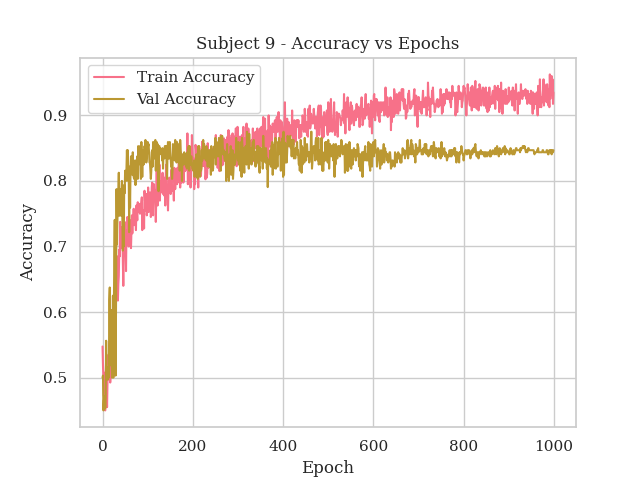 Subject 9 - Accuracy vs Epochs
Train Accuracy
Val Accuracy
0.9
0.8
0.7
0.6
0.5
Accuracy
0 200 400 600 800 1000
Epoch